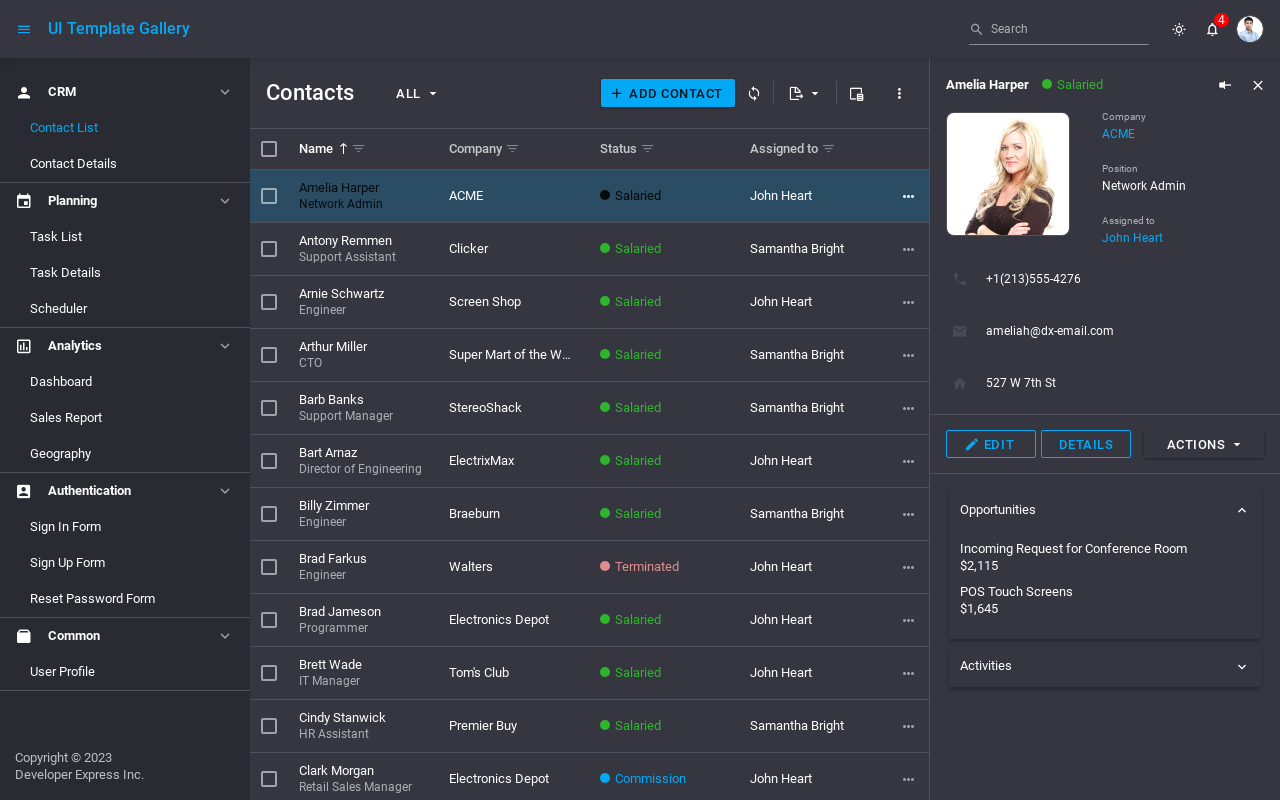 UI Template Gallery
Search
4
CRM
Contact List
Contact Details
Planning
Task List
Task Details
Scheduler
Analytics
Dashboard
Sales Report
Geography
Authentication
Sign In Form
Sign Up Form
Reset Password Form
Common
User Profile
Copyright © 2023
Developer Express Inc.
Contacts
ALL
ADD CONTACT
Name Company Status Assigned to
Amelia Harper
Network Admin
ACME Salaried John Heart
Antony Remmen
Support Assistant
Clicker Salaried Samantha Bright
Arnie Schwartz
Engineer
Screen Shop Salaried John Heart
Arthur Miller
CTO
Super Mart of the W... Salaried Samantha Bright
Barb Banks
Support Manager
StereoShack Salaried Samantha Bright
Bart Arnaz
Director of Engineering
ElectrixMax Salaried John Heart
Billy Zimmer
Engineer
Braeburn Salaried Samantha Bright
Brad Farkus
Engineer
Walters Terminated John Heart
Brad Jameson
Programmer
Electronics Depot Salaried John Heart
Brett Wade
IT Manager
Tom's Club Salaried John Heart
Cindy Stanwick
HR Assistant
Premier Buy Salaried Samantha Bright
Clark Morgan
Retail Sales Manager
Electronics Depot Commission John Heart
Amelia Harper Salaried
Company
ACME
Position
Network Admin
Assigned to
John Heart
+1(213)555-4276
ameliah@dx-email.com
527 W 7th St
EDIT DETAILS ACTIONS
Opportunities
Incoming Request for Conference Room
$2,115
POS Touch Screens
$1,645
Activities